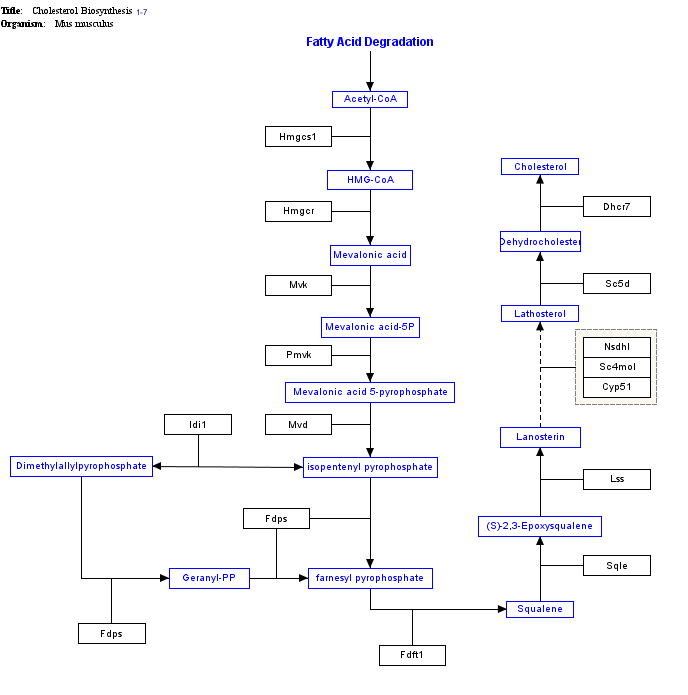 Title: Cholesterol Biosynthesis 1-7
Organism: Mus musculus
Fatty Acid Degradation
Acetyl-CoA
Hmgcs1
HMG-CoA
Hmgcr
Mevalonic acid
Mvk
Mevalonic acid-5P
Pmvk
Mevalonic acid 5-pyrophosphate
Idi1
Mvd
Dimethylallylpyrophosphate
isopentenyl pyrophosphate
Fdps
Geranyl-PP
farnesyl pyrophosphate
Fdps
Fdft1
Cholesterol
Dhcr7
Dehydrocholester
Sc5d
Lathosterol
Nsdhl
Sc4mol
Cyp51
Lanosterin
Lss
(S)-2,3-Epoxysqualene
Sqle
Squalene